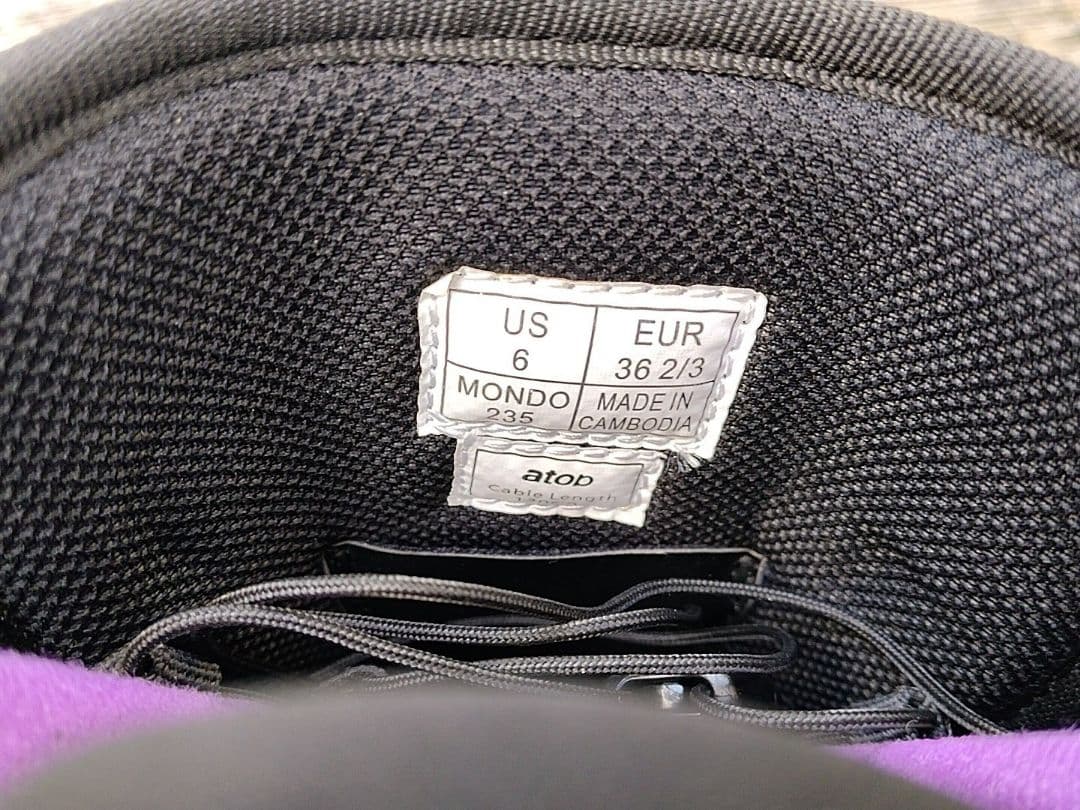 US
6
EUR
36 2/3
MONDO
235
MADE IN
CAMBODIA
atop
Cable Length